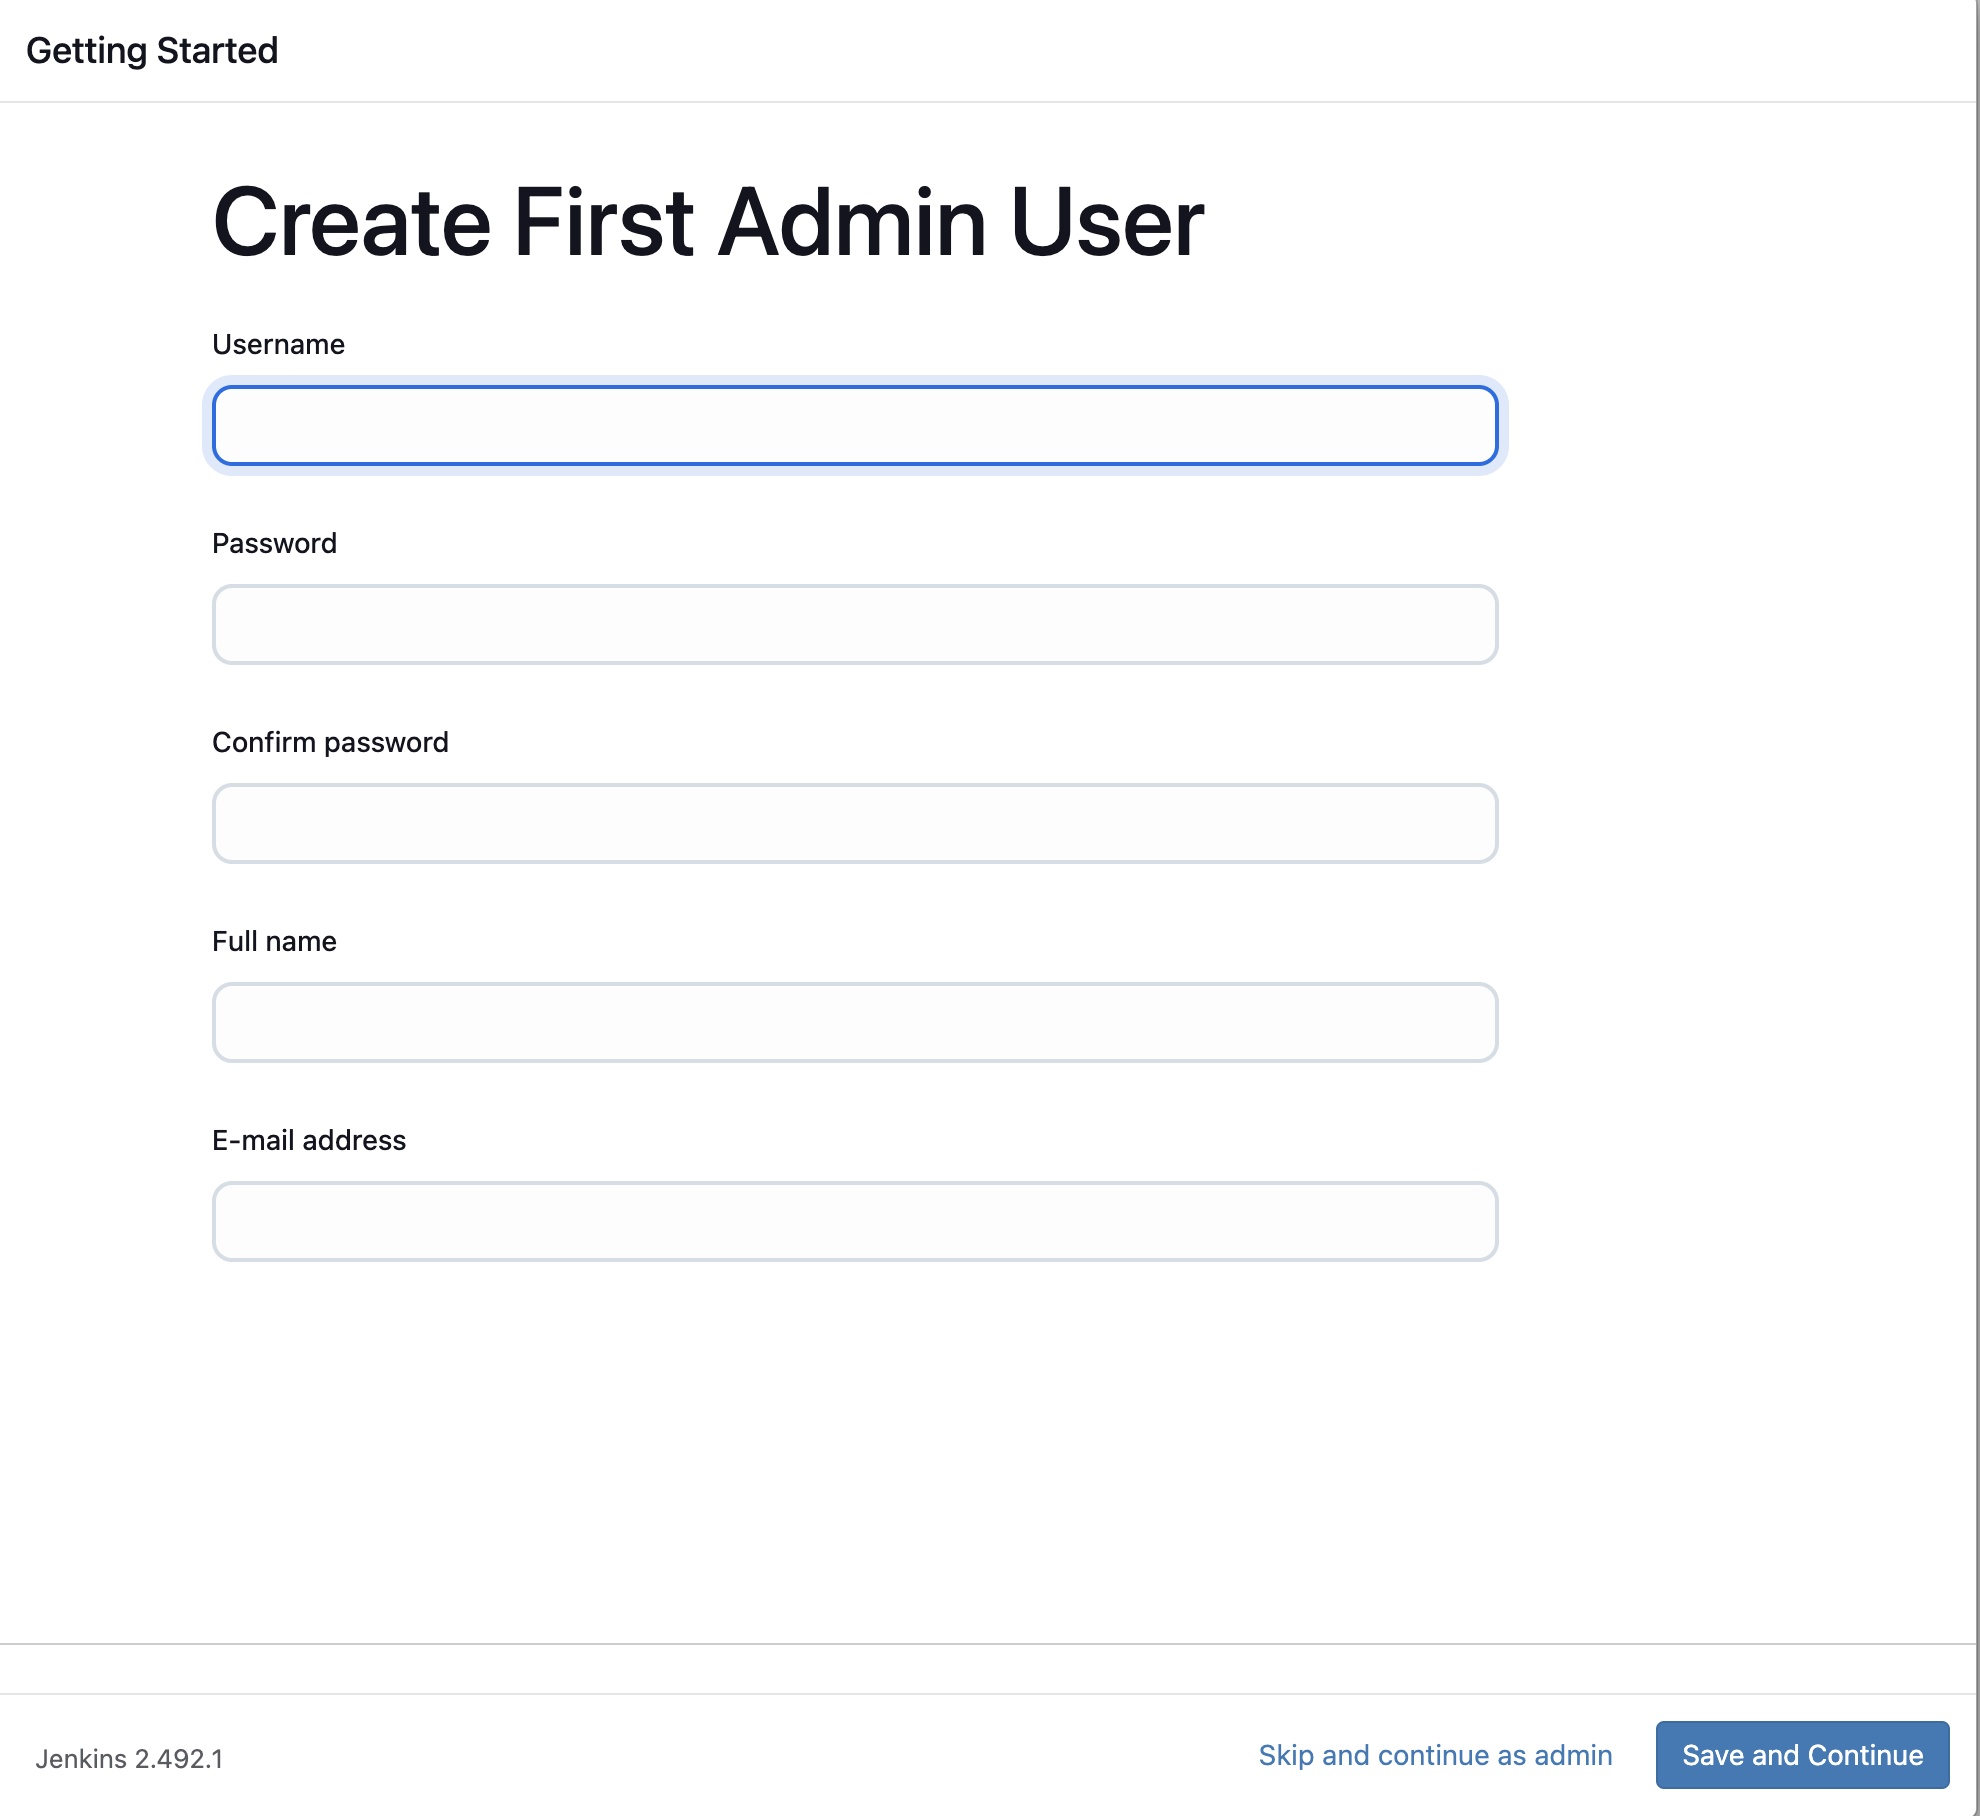 Getting Started
Create First Admin User
Username
Password
Confirm password
Full name
E-mail address
Jenkins 2.492.1
Skip and continue as admin
Save and Continue